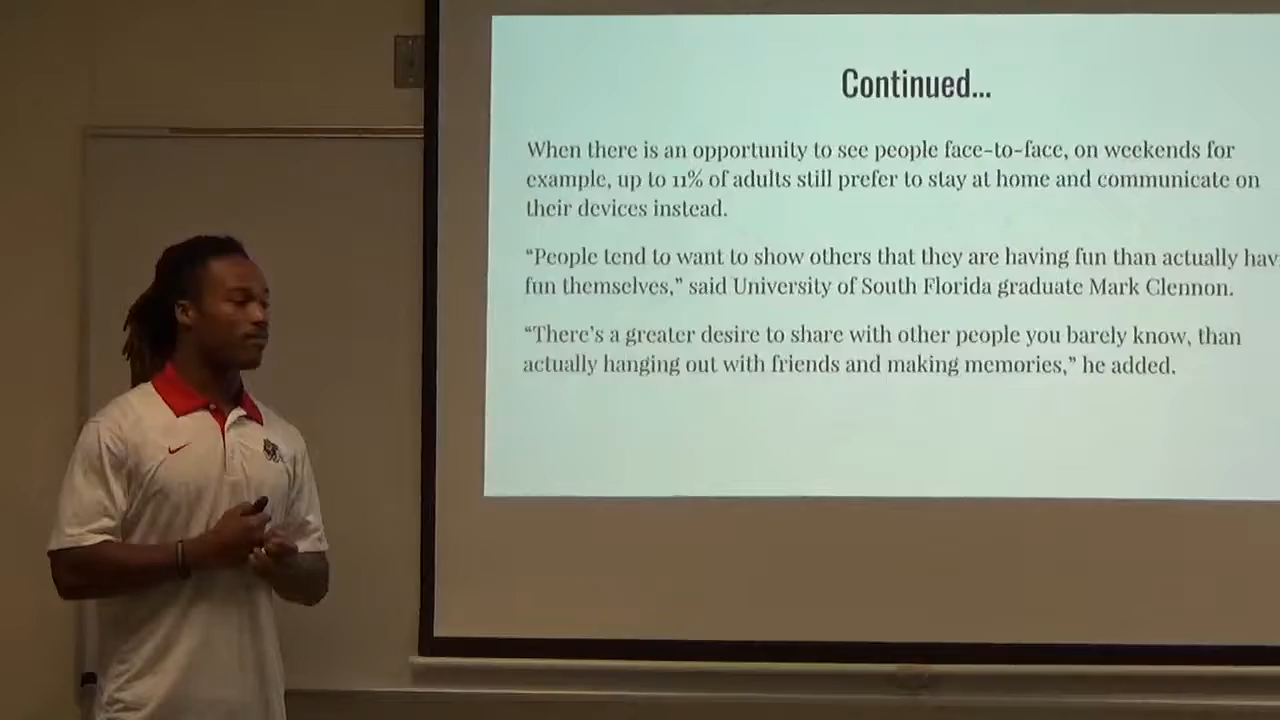 Continued...
When there is an opportunity to see people face-to-face, on weekends for
example, up to 11% of adults still prefer to stay at home and communicate on
their devices instead.
“People tend to want to show others that they are having fun than actually hav
fun themselves,” said University of South Florida graduate Mark Clennon.
“There’s a greater desire to share with other people you barely know, than
actually hanging out with friends and making memories,” he added.